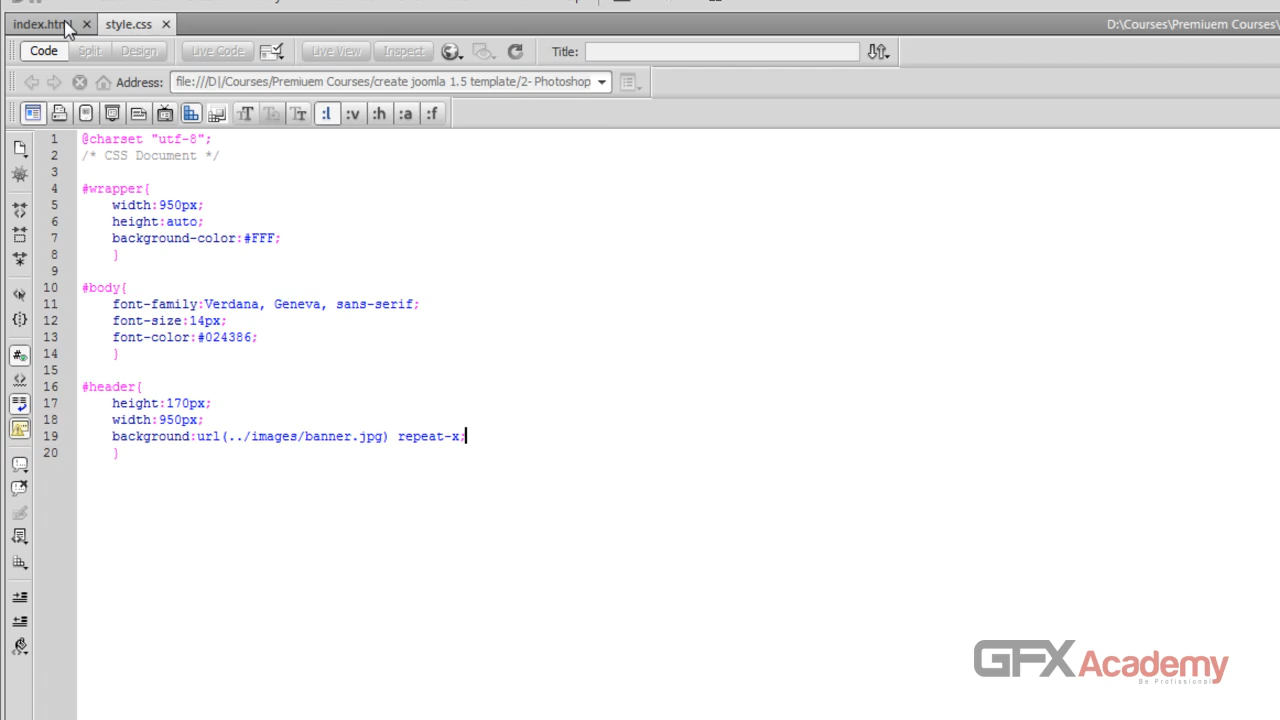 index.html × style.css × D:\Courses\Premiuem Courses\
Code Split Design Live Code Live View Inspect Title:
Address: file:///D|/Courses/Premiuem Courses/create joomla 1.5 template/2- Photoshop
:l :v :h :a :f
1 @charset "utf-8";
2 /* CSS Document */
3
4 #wrapper{
5 width:950px;
6 height:auto;
7 background-color:#FFF;
8 }
9
10 #body{
11 font-family:Verdana, Geneva, sans-serif;
12 font-size:14px;
13 font-color:#024386;
14 }
15
16 #header{
17 height:170px;
18 width:950px;
19 background:url(../images/banner.jpg) repeat-x;
20 }
GFX Academy
Be Professional